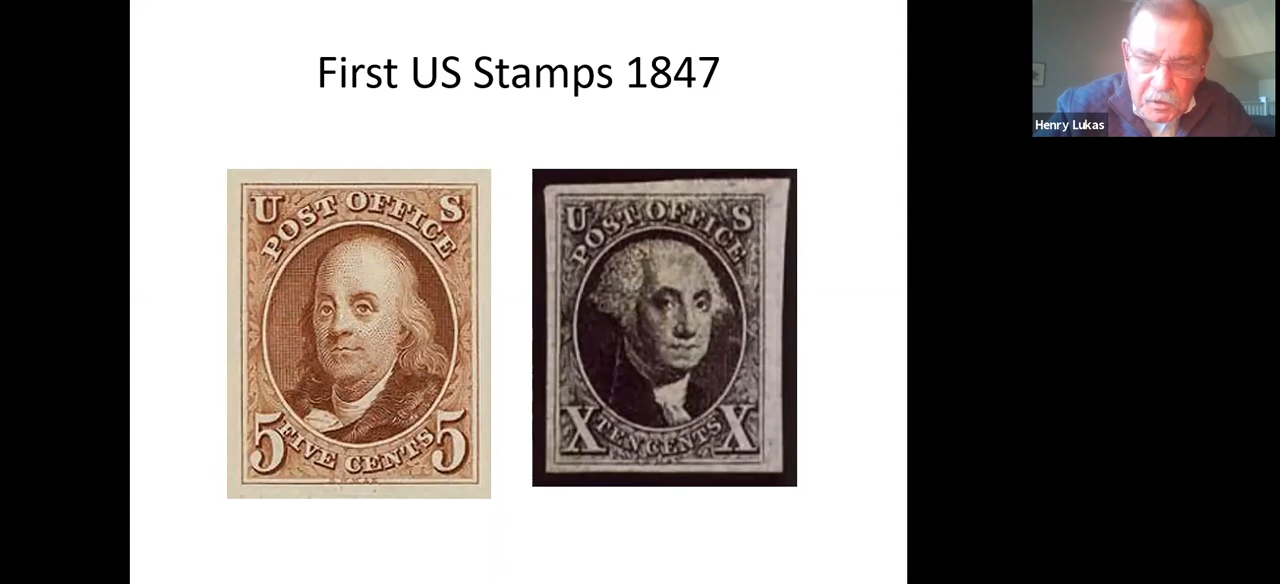 First US Stamps 1847
U S
POST OFFICE
5 5
FIVE CENTS
U S
POST OFFICE
X X
TEN CENTS
Henry Lukas